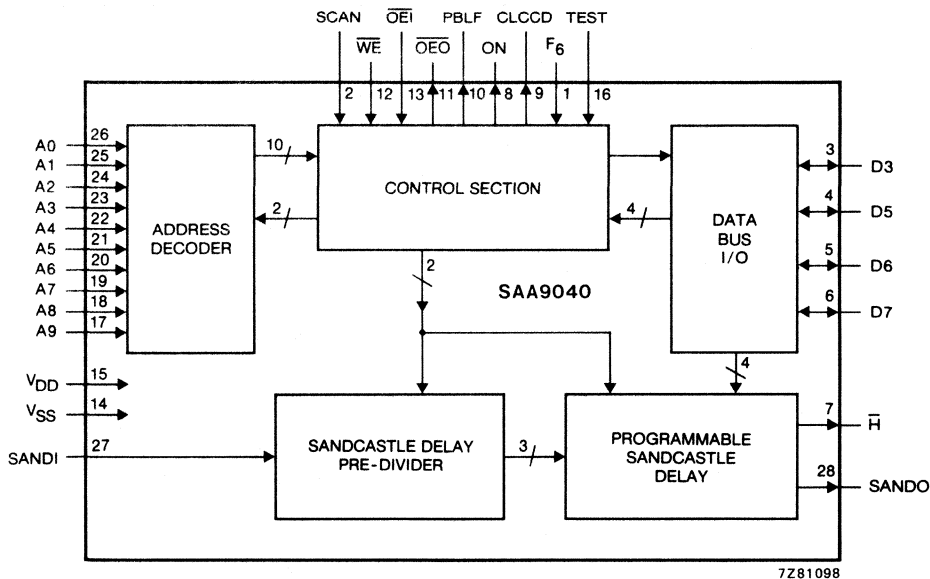 SCAN O̅E̅I̅ PBLF CLCCD TEST
W̅E̅ O̅E̅O̅ ON F6
2 12 13 11 10 8 9 1 16
A0 26
A1 25
A2 24
A3 23
A4 22
A5 21
A6 20
A7 19
A8 18
A9 17
ADDRESS
DECODER
10
2
CONTROL SECTION
4
2
DATA
BUS
I/O
3 D3
4 D5
5 D6
6 D7
SAA9040
4
VDD 15
VSS 14
SANDI 27
SANDCASTLE DELAY
PRE-DIVIDER
3
PROGRAMMABLE
SANDCASTLE
DELAY
7 H̅
28 SANDO
7Z81098